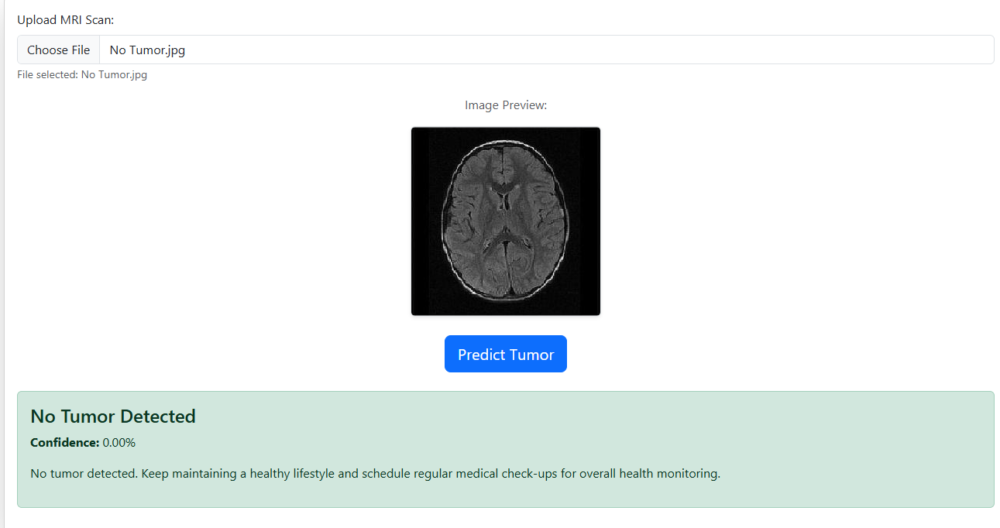 Upload MRI Scan:
Choose File No Tumor.jpg
File selected: No Tumor.jpg
Image Preview:
Predict Tumor
No Tumor Detected
Confidence: 0.00%
No tumor detected. Keep maintaining a healthy lifestyle and schedule regular medical check-ups for overall health monitoring.